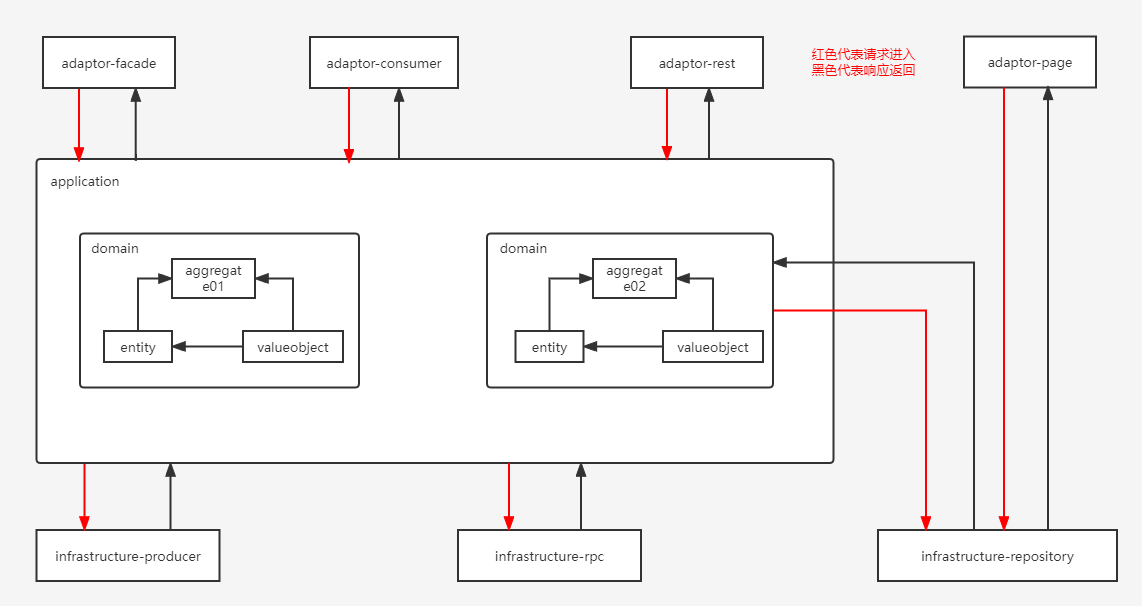 adaptor-facade
adaptor-consumer
adaptor-rest
红色代表请求进入
黑色代表响应返回
adaptor-page
application
domain
aggregat
e01
entity
valueobject
domain
aggregat
e02
entity
valueobject
infrastructure-producer
infrastructure-rpc
infrastructure-repository